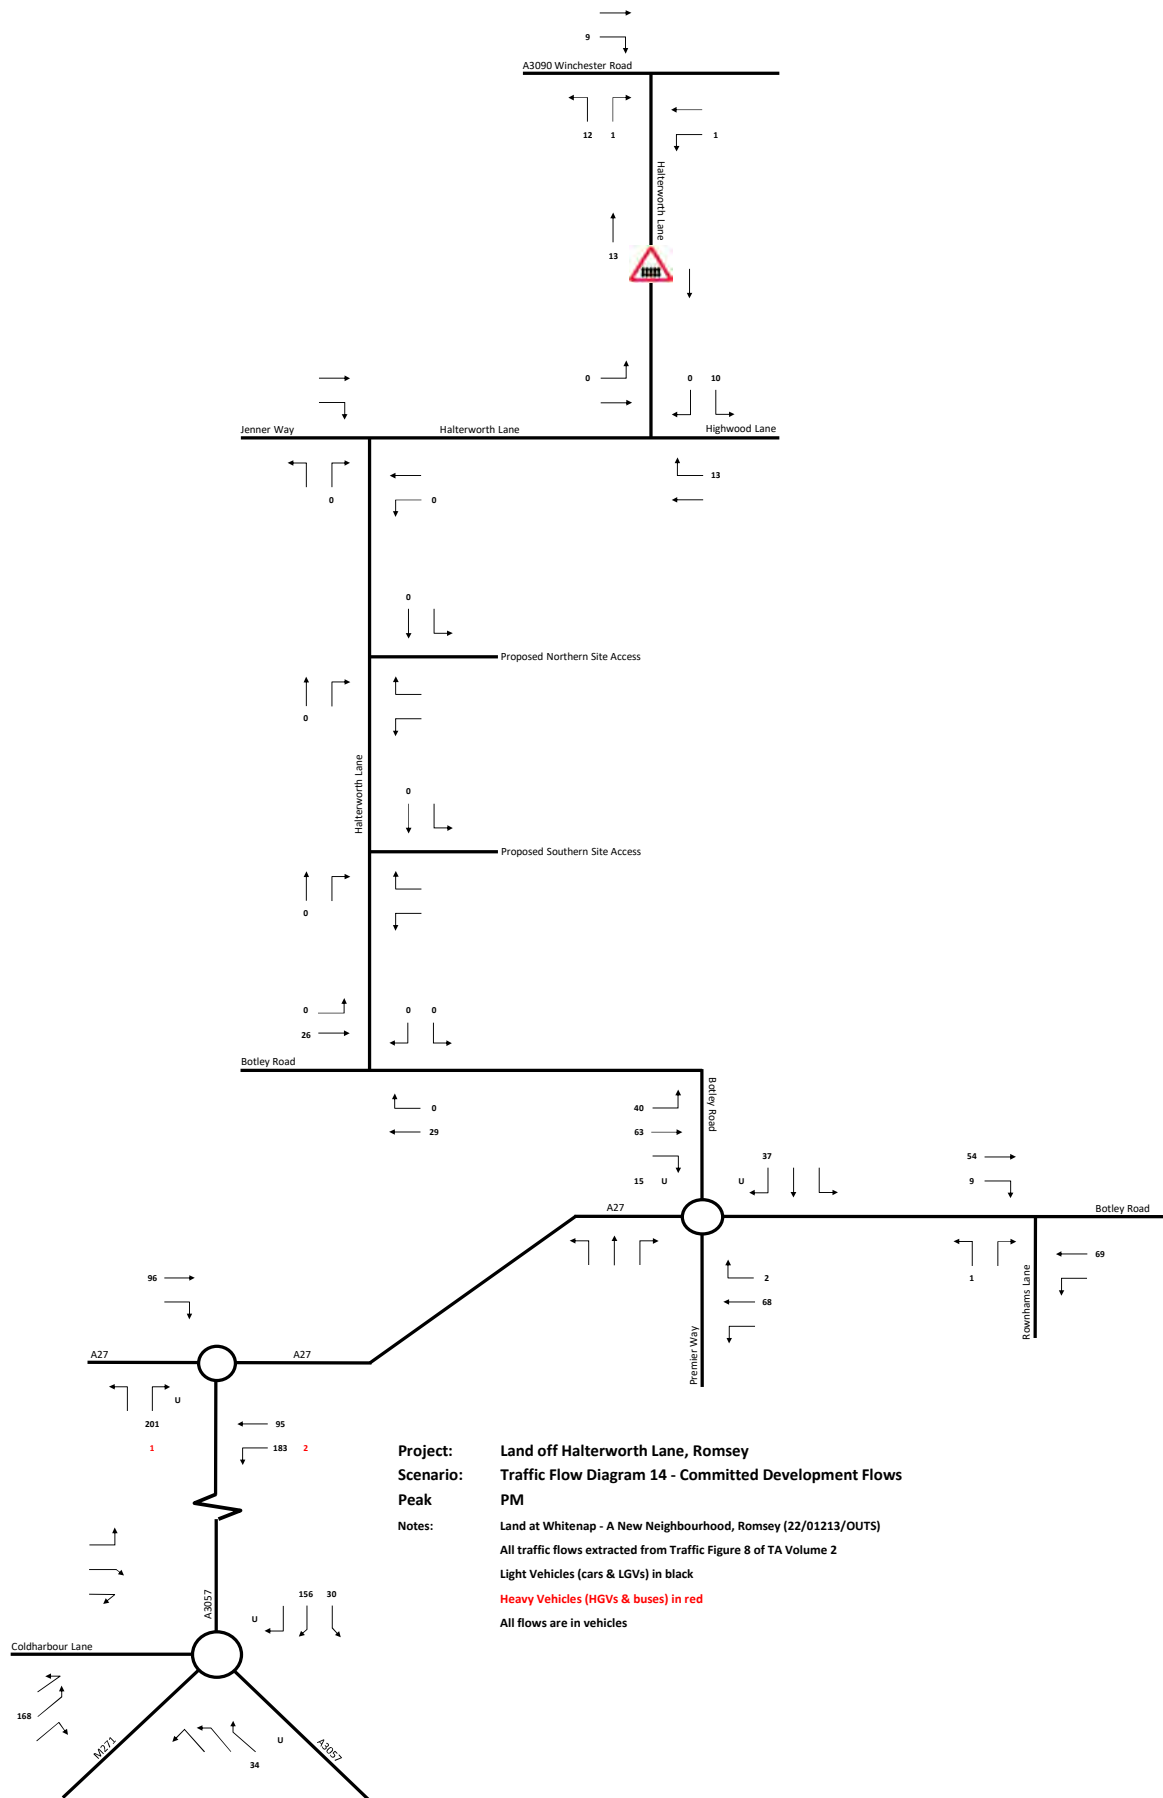 9
A3090 Winchester Road
12 1
1
Halterworth Lane
13
0
0 10
Jenner Way
Halterworth Lane
Highwood Lane
0
0
13
0
Proposed Northern Site Access
0
Halterworth Lane
0
Proposed Southern Site Access
0
0
26
0 0
Botley Road
0
29
Botley Road
40
63
15 U
U
37
54
9
A27
Botley Road
1
69
Rownhams Lane
2
68
Premier Way
96
A27
A27
U
201
1
95
183 2
Project: Land off Halterworth Lane, Romsey
Scenario: Traffic Flow Diagram 14 - Committed Development Flows
Peak PM
Notes: Land at Whitenap - A New Neighbourhood, Romsey (22/01213/OUTS)
All traffic flows extracted from Traffic Figure 8 of TA Volume 2
Light Vehicles (cars & LGVs) in black
Heavy Vehicles (HGVs & buses) in red
All flows are in vehicles
A3057
U
156 30
Coldharbour Lane
168
M271
U
34
A3057